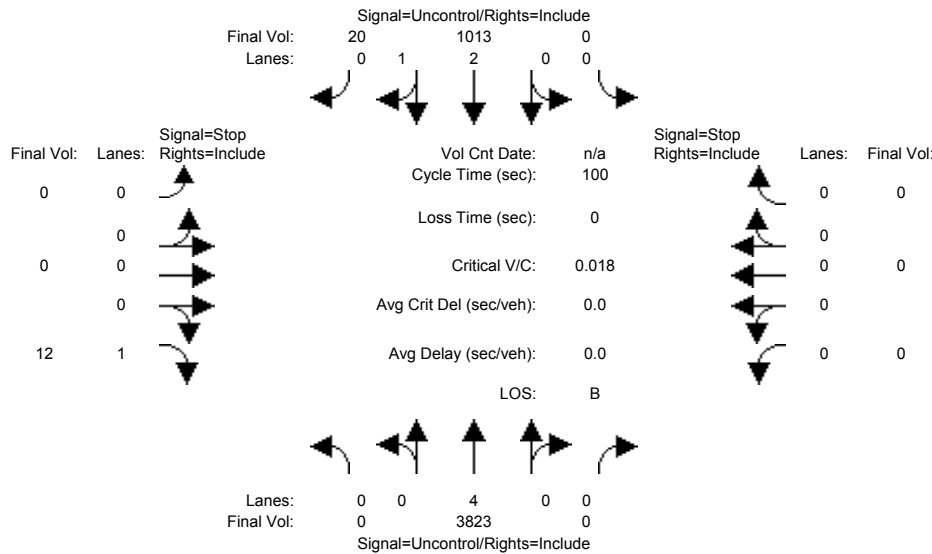 Signal=Uncontrol/Rights=Include
Final Vol: 20 1013 0
Lanes: 0 1 2 0 0
Signal=Stop Signal=Stop
Final Vol: Lanes: Rights=Include Vol Cnt Date: n/a Rights=Include Lanes: Final Vol:
Cycle Time (sec): 100
0 0 0 0
Loss Time (sec): 0
0 0
0 0 Critical V/C: 0.018 0 0
0 Avg Crit Del (sec/veh): 0.0 0
12 1 Avg Delay (sec/veh): 0.0 0 0
LOS: B
Lanes: 0 0 4 0 0
Final Vol: 0 3823 0
Signal=Uncontrol/Rights=Include